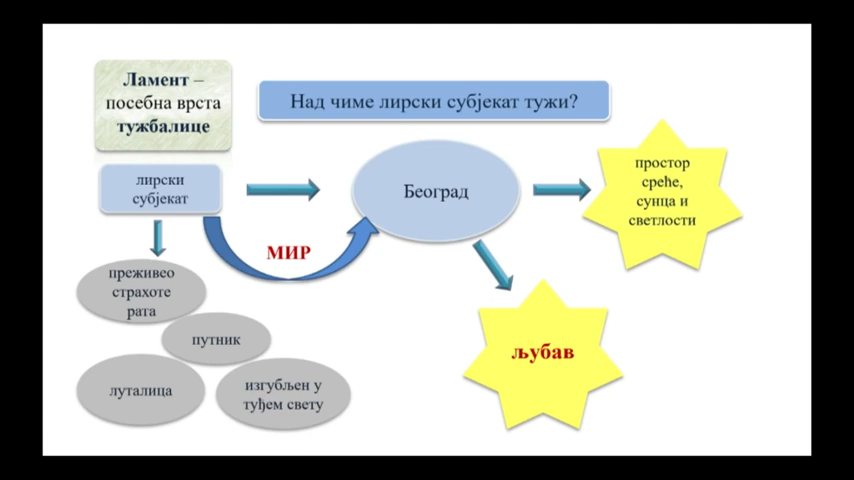 Ламент –
посебна врста
тужбалице
Над чиме лирски субјекат тужи?
лирски
субјекат
Београд
простор
среће,
сунца и
светлости
МИР
преживео
страхоте
рата
путник
љубав
луталица
изгубљен у
туђем свету